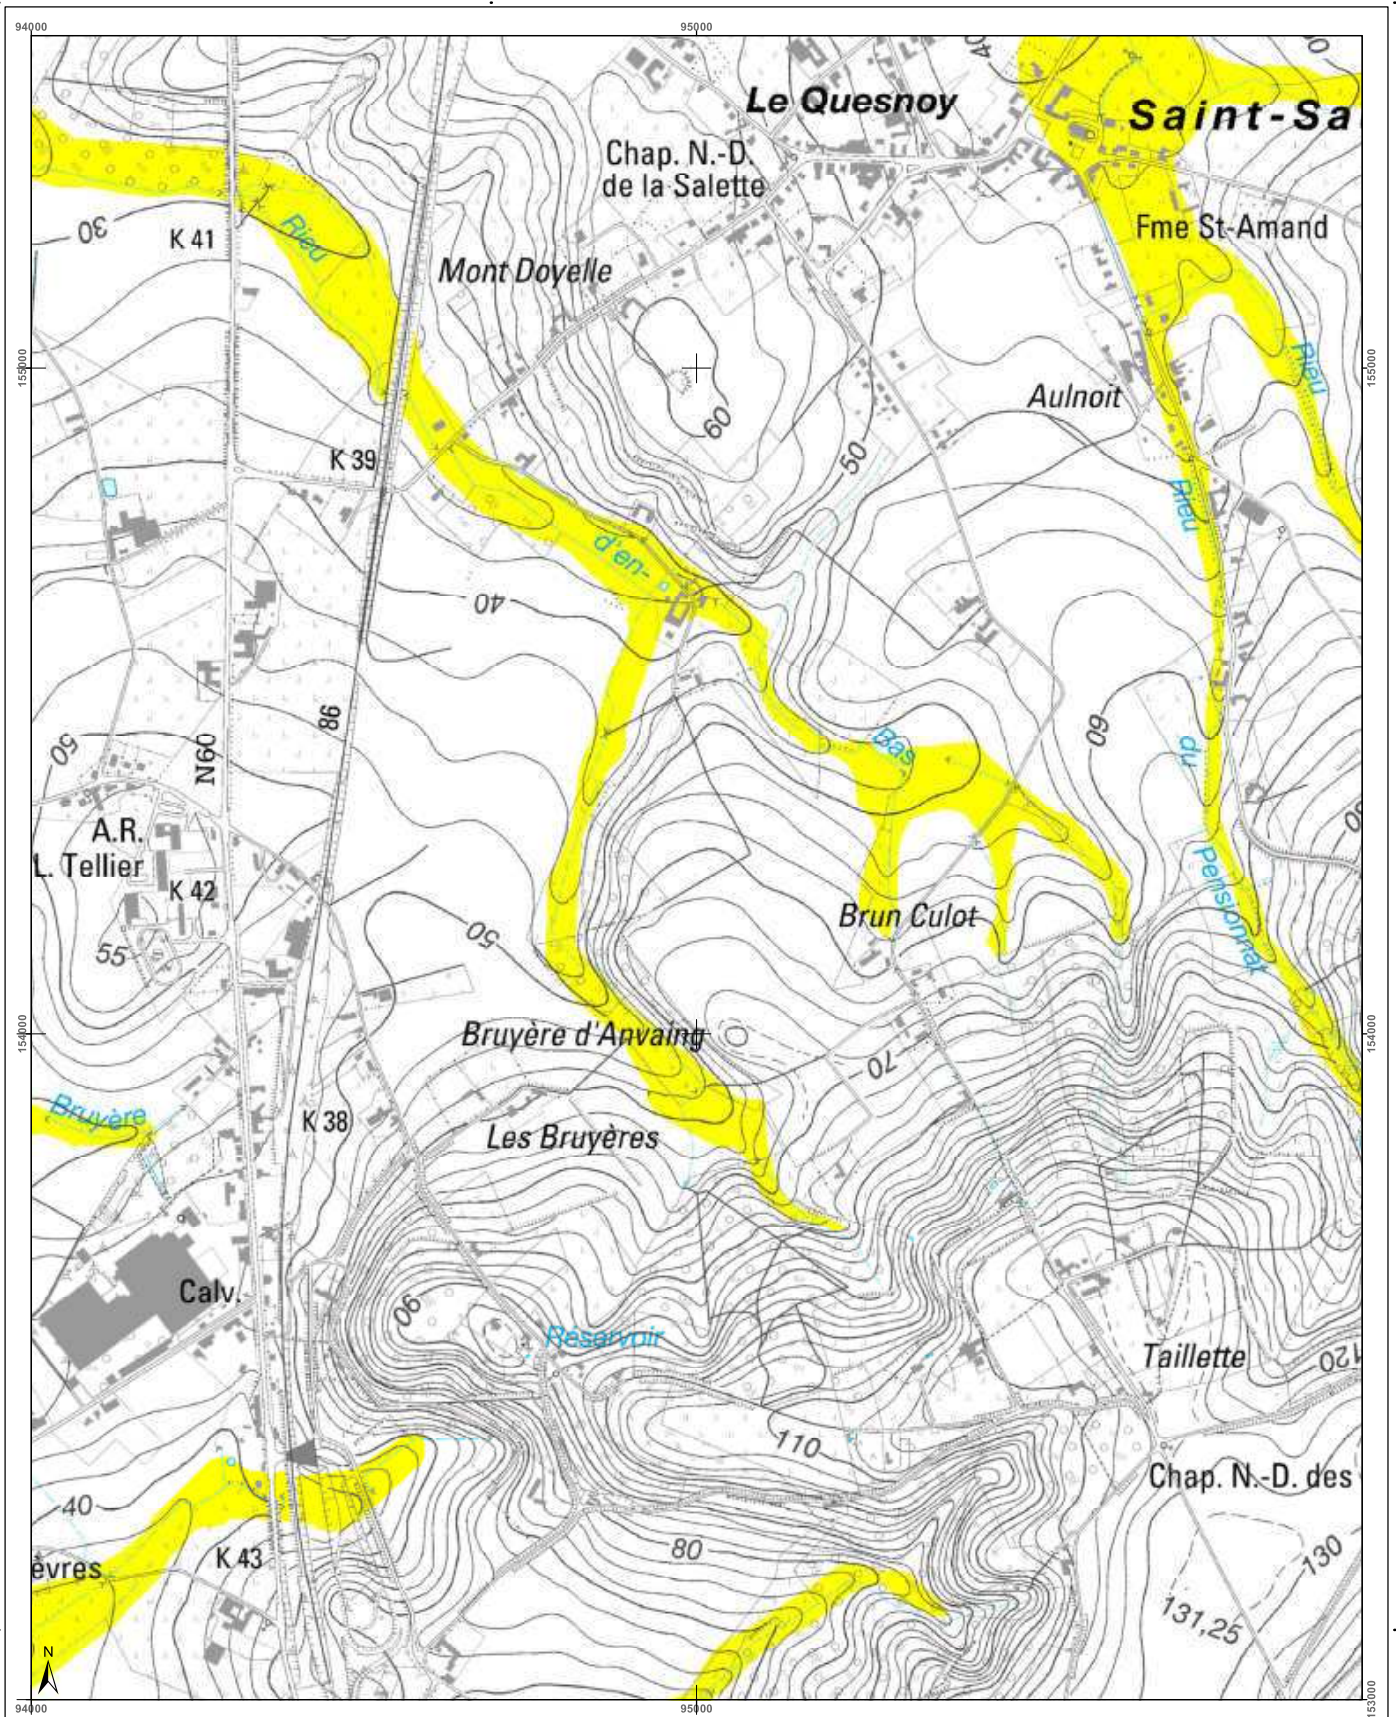 94000
95000
40
Le Quesnoy
Saint-Sa
Chap. N.-D.
de la Salette
30
K 41
Rieu
Fme St-Amand
Mont Doyelle
155000
155000
Rieu
Aulnoit
60
50
K 39
Rieu
d'en-
40
86
50
N60
60
du
Bas
A.R.
L. Tellier
K 42
Pensionnat
Brun Culot
50
55
154000
Bruyère d'Anvaing
154000
70
Bruyère
K 38
Les Bruyères
Calv.
90
Réservoir
Taillette
120
110
Chap. N.-D. des
40
K 43
80
130
èvres
131,25
N
94000
95000
153000